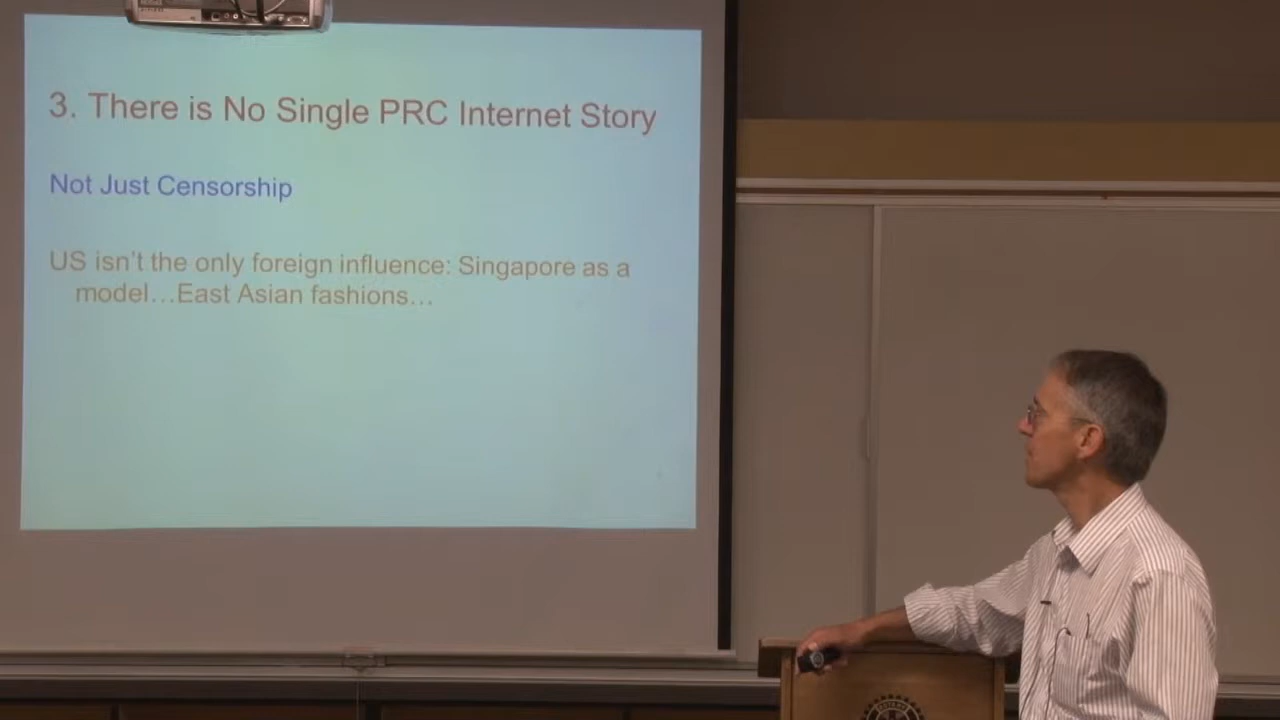 3. There is No Single PRC Internet Story
Not Just Censorship
US isn't the only foreign influence: Singapore as a
model…East Asian fashions…